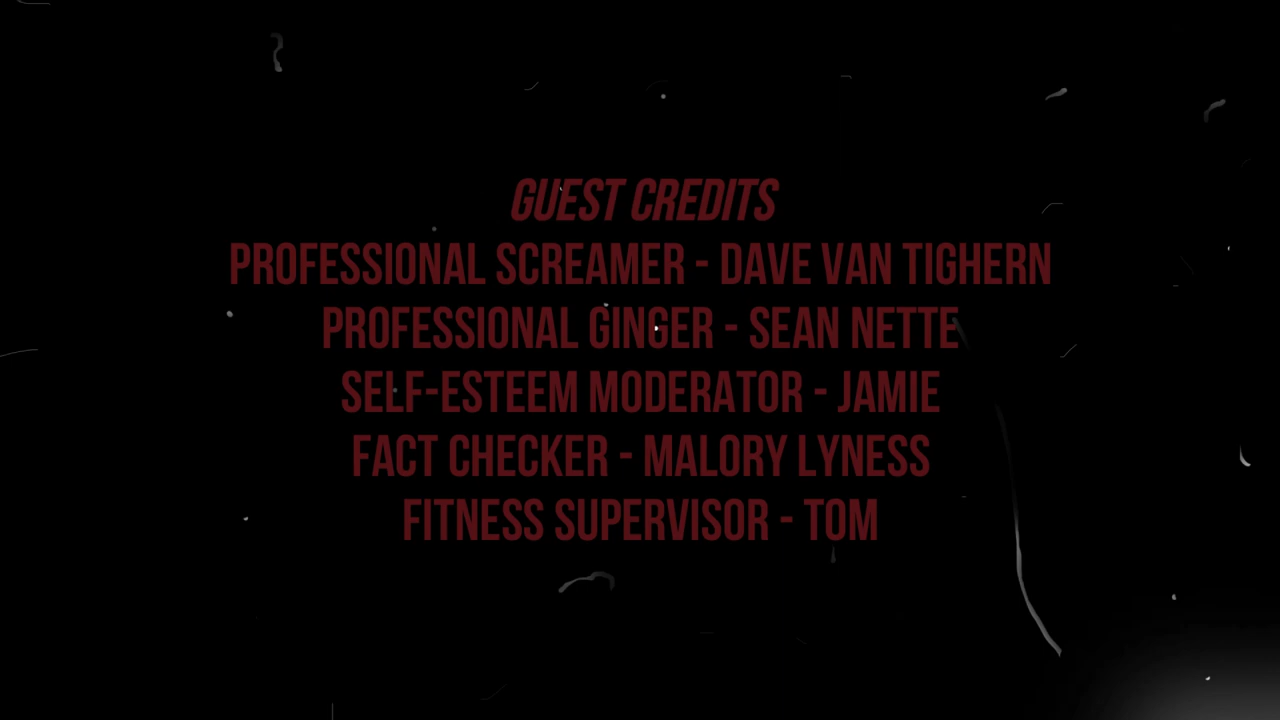 GUEST CREDITS
PROFESSIONAL SCREAMER - DAVE VAN TIGHERN
PROFESSIONAL GINGER - SEAN NETTE
SELF-ESTEEM MODERATOR - JAMIE
FACT CHECKER - MALORY LYNESS
FITNESS SUPERVISOR - TOM